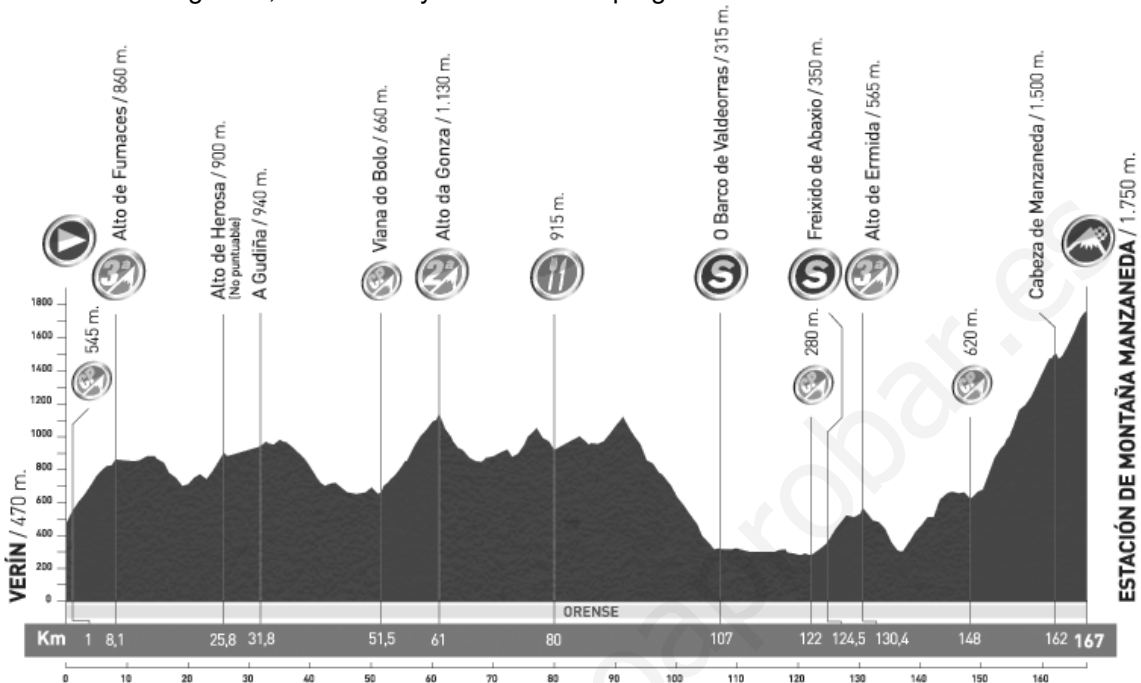 Alto de Fumaces / 860 m.
Alto de Herosa / 900 m.
(No puntuable)
A Gudiña / 940 m.
Viana do Bolo / 660 m.
Alto da Gonza / 1.130 m.
915 m.
O Barco de Valdeorras / 315 m.
Freixido de Abaxio / 350 m.
Alto de Ermida / 565 m.
Cabeza de Manzaneda / 1.500 m.
ESTACIÓN DE MONTAÑA MANZANEDA / 1.750 m.
3ª
2ª
S
S
3ª
545 m.
280 m.
620 m.
VERÍN / 470 m.
1800
1600
1400
1200
1000
800
600
400
200
0
ORENSE
Km 1 8,1 25,8 31,8 51,5 61 80 107 122 124,5 130,4 148 162 167
0 10 20 30 40 50 60 70 80 90 100 110 120 130 140 150 160